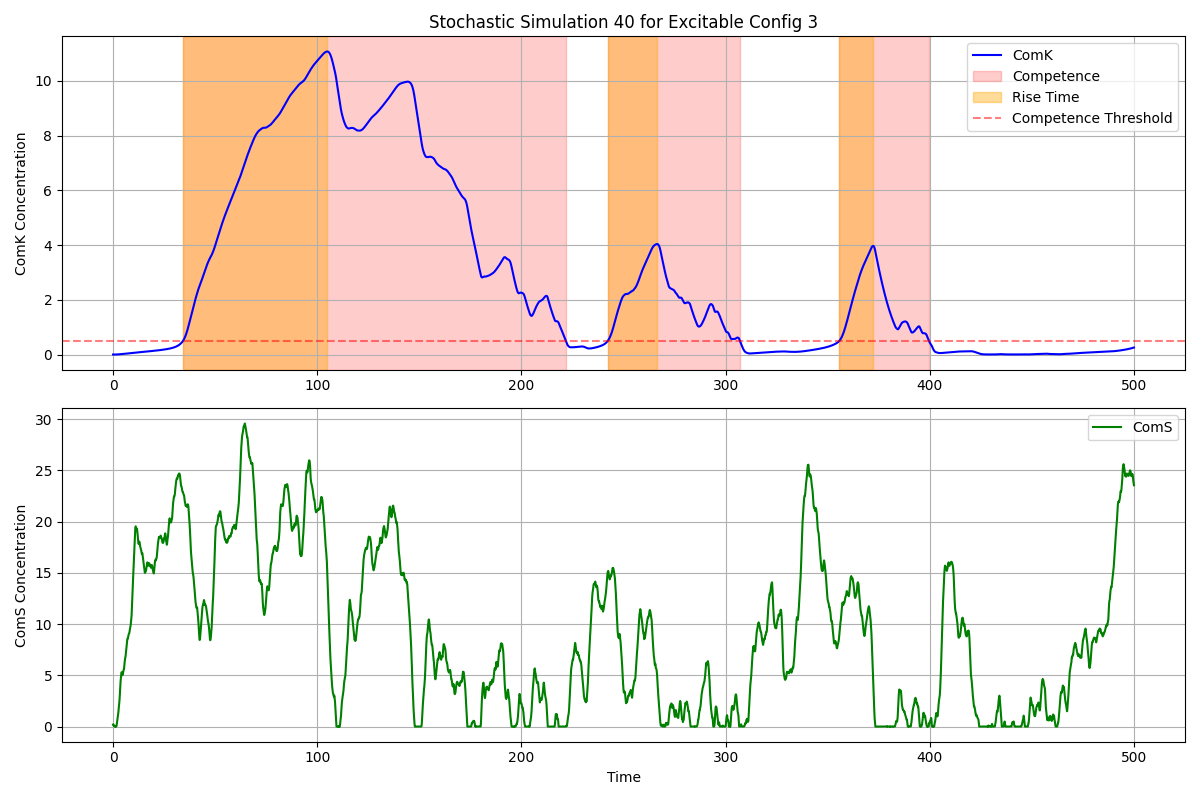 Stochastic Simulation 40 for Excitable Config 3
ComK Concentration
10
8
6
4
2
0
ComK
Competence
Rise Time
Competence Threshold
0 100 200 300 400 500
ComS Concentration
30
25
20
15
10
5
0
ComS
0 100 200 300 400 500
Time